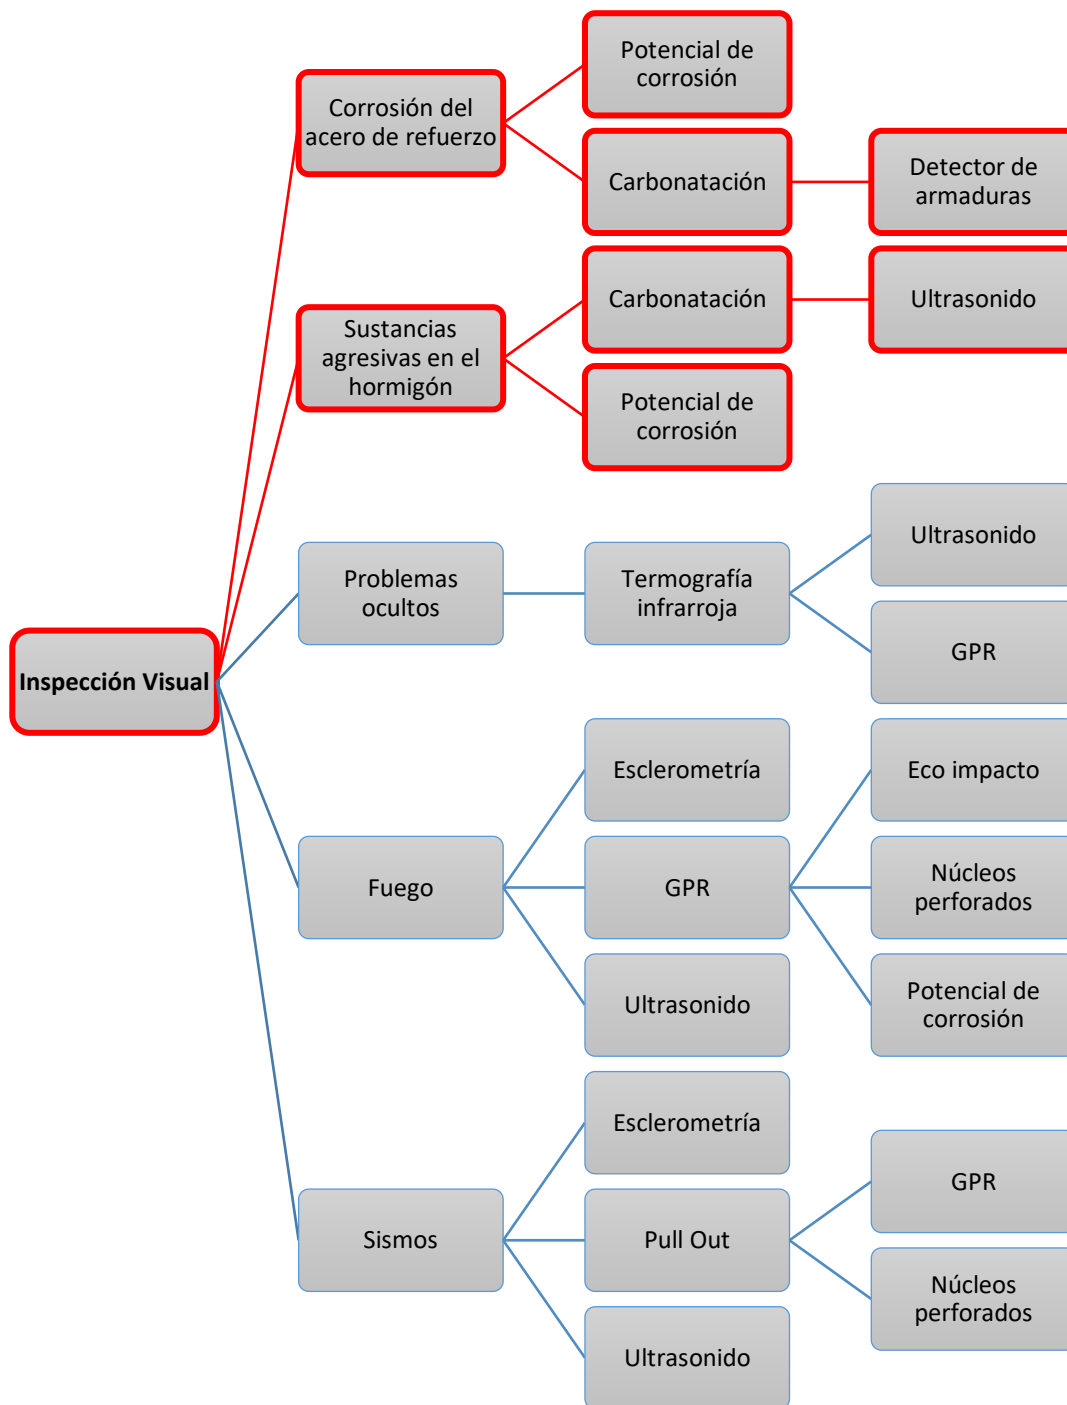 Inspección Visual
Corrosión del
acero de refuerzo
Potencial de
corrosión
Carbonatación
Detector de
armaduras
Sustancias
agresivas en el
hormigón
Carbonatación
Ultrasonido
Potencial de
corrosión
Problemas
ocultos
Termografía
infrarroja
Ultrasonido
GPR
Fuego
Esclerometría
GPR
Eco impacto
Núcleos
perforados
Potencial de
corrosión
Ultrasonido
Sismos
Esclerometría
Pull Out
GPR
Núcleos
perforados
Ultrasonido